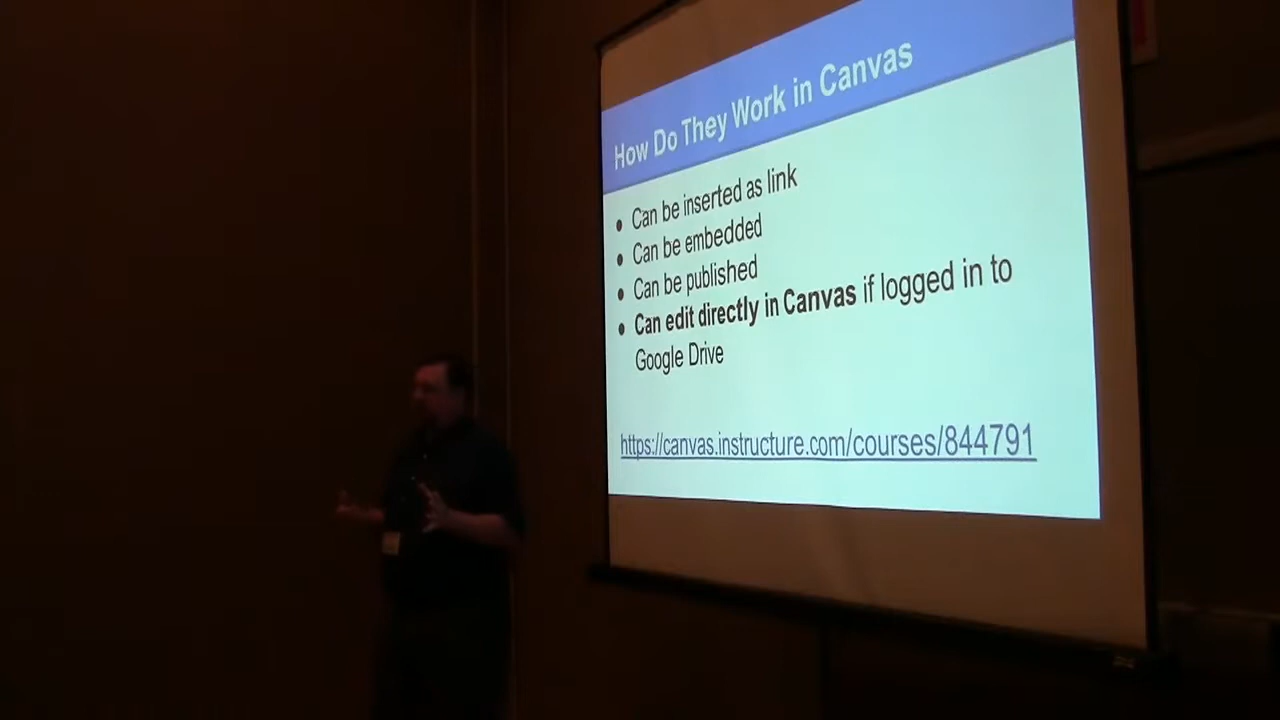 How Do They Work in Canvas
• Can be inserted as link
• Can be embedded
• Can be published
• Can edit directly in Canvas if logged in to
Google Drive
https://canvas.instructure.com/courses/844791